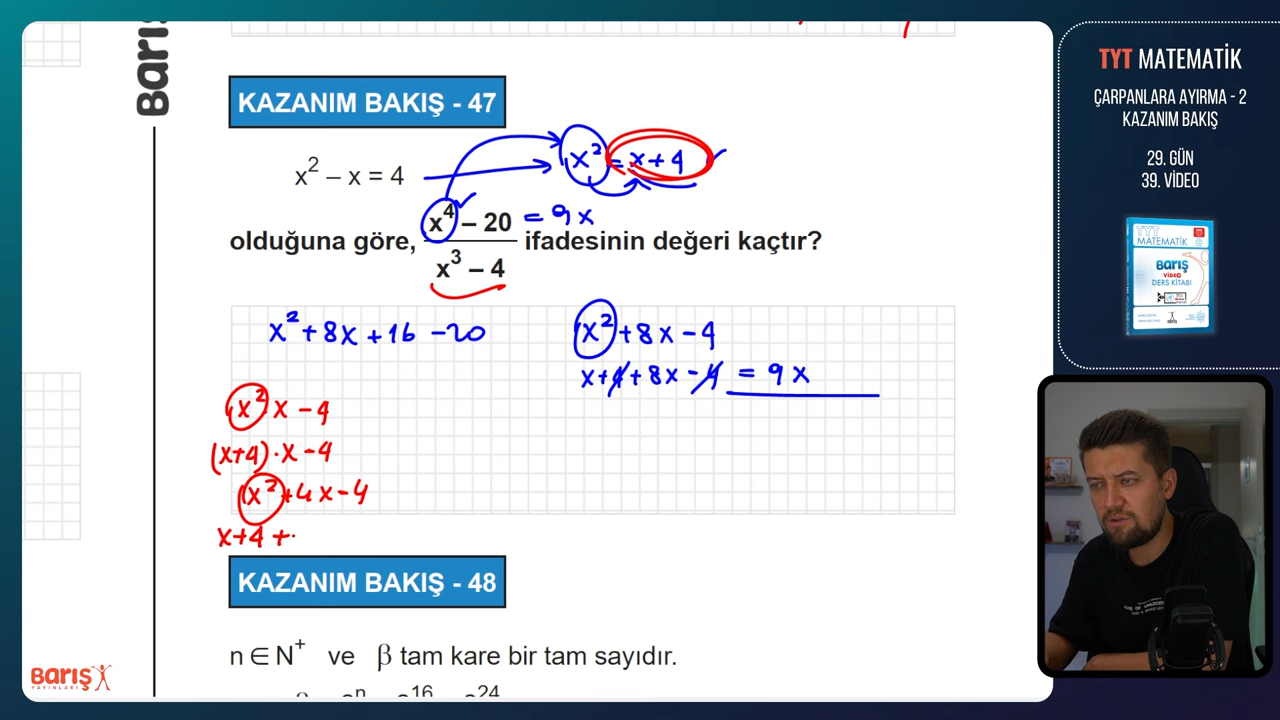 Barış
KAZANIM BAKIŞ - 47
x² – x = 4
x² = x + 4
x⁴ – 20 = 9x
olduğuna göre, ifadesinin değeri kaçtır?
x³ – 4
x² + 8x + 16 – 20
x² + 8x – 4
x + 4 + 8x – 4 = 9x
x² x – 4
(x+4) · x – 4
x² + 4x – 4
x + 4 +
KAZANIM BAKIŞ - 48
n ∈ N⁺ ve β tam kare bir tam sayıdır.
BARIŞ
YAYINLARI
TYT MATEMATİK
ÇARPANLARA AYIRMA - 2
KAZANIM BAKIŞ
29. GÜN
39. VİDEO
TYT
MATEMATİK
BARIŞ
VİDEO
DERS KİTABI